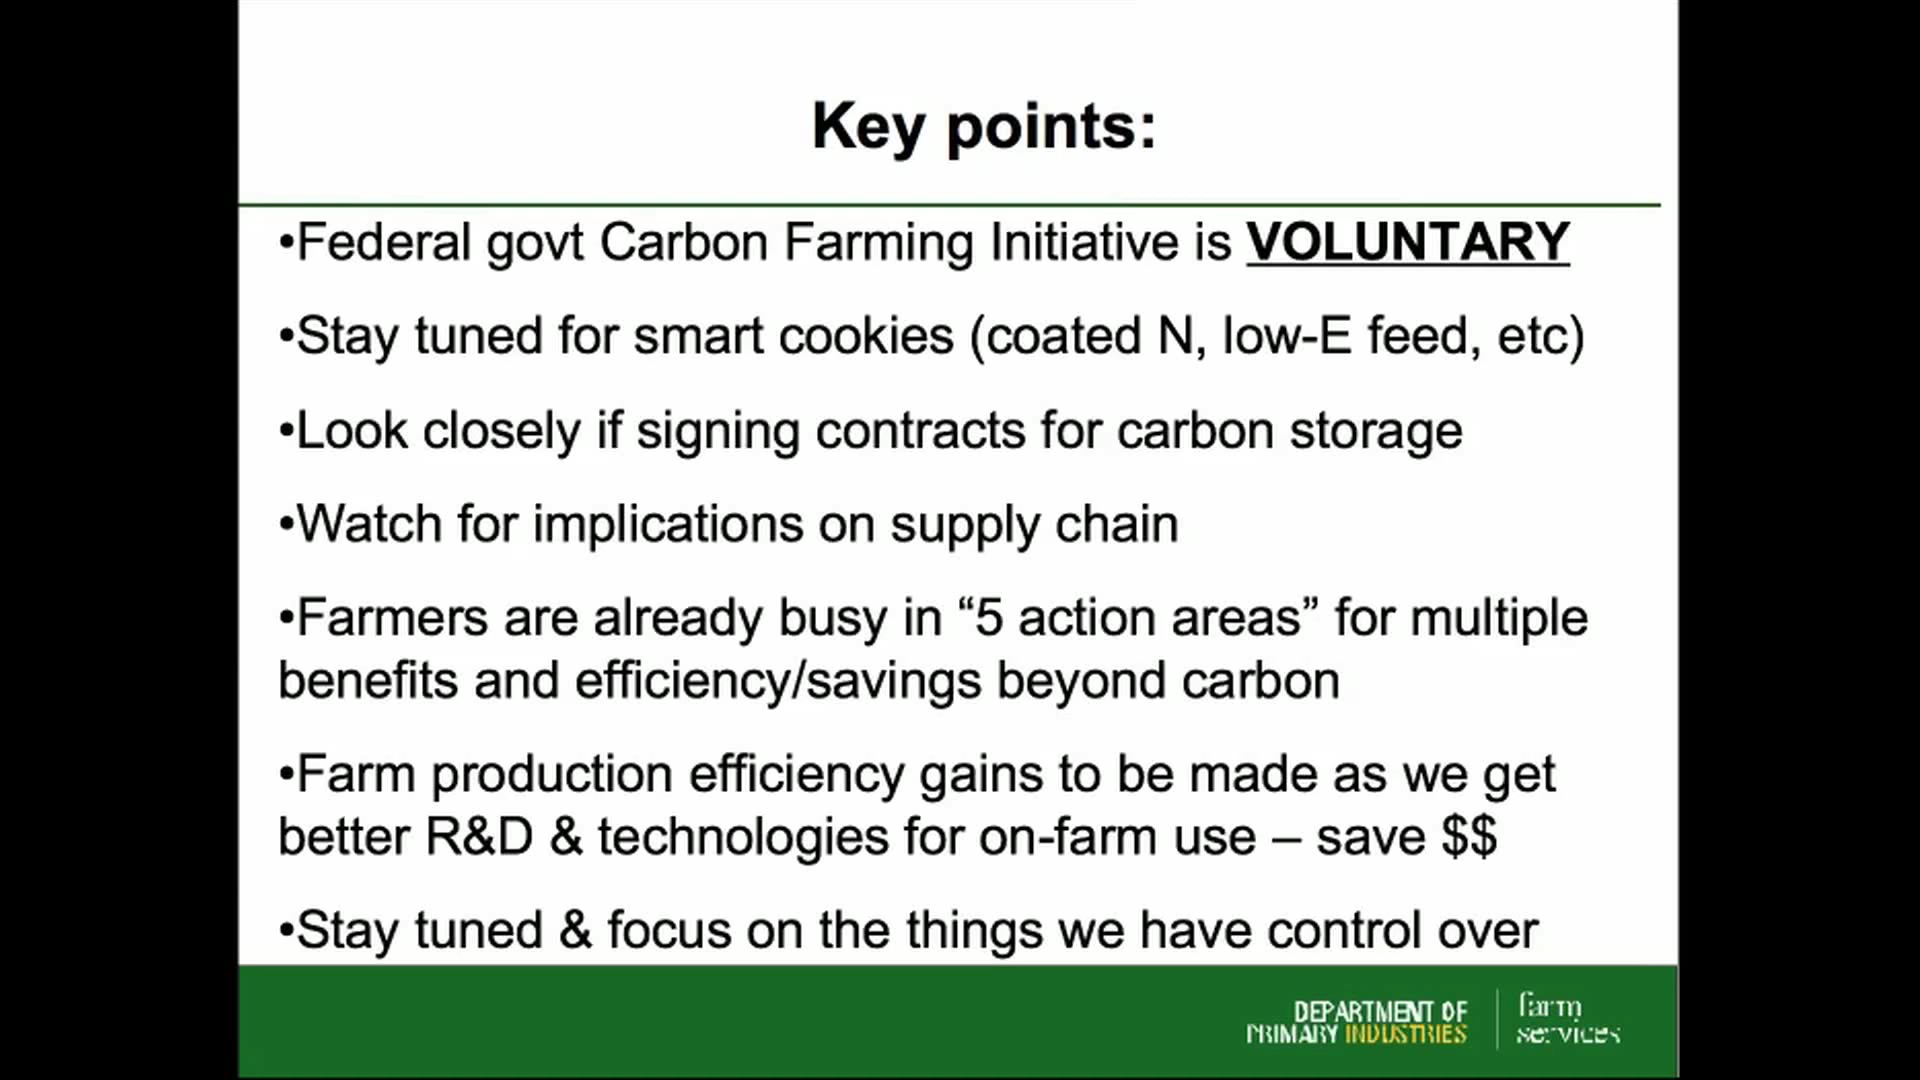 Key points:
•Federal govt Carbon Farming Initiative is VOLUNTARY
•Stay tuned for smart cookies (coated N, low-E feed, etc)
•Look closely if signing contracts for carbon storage
•Watch for implications on supply chain
•Farmers are already busy in “5 action areas” for multiple
benefits and efficiency/savings beyond carbon
•Farm production efficiency gains to be made as we get
better R&D & technologies for on-farm use – save $$
•Stay tuned & focus on the things we have control over
DEPARTMENT OF
PRIMARY INDUSTRIES
farm
services